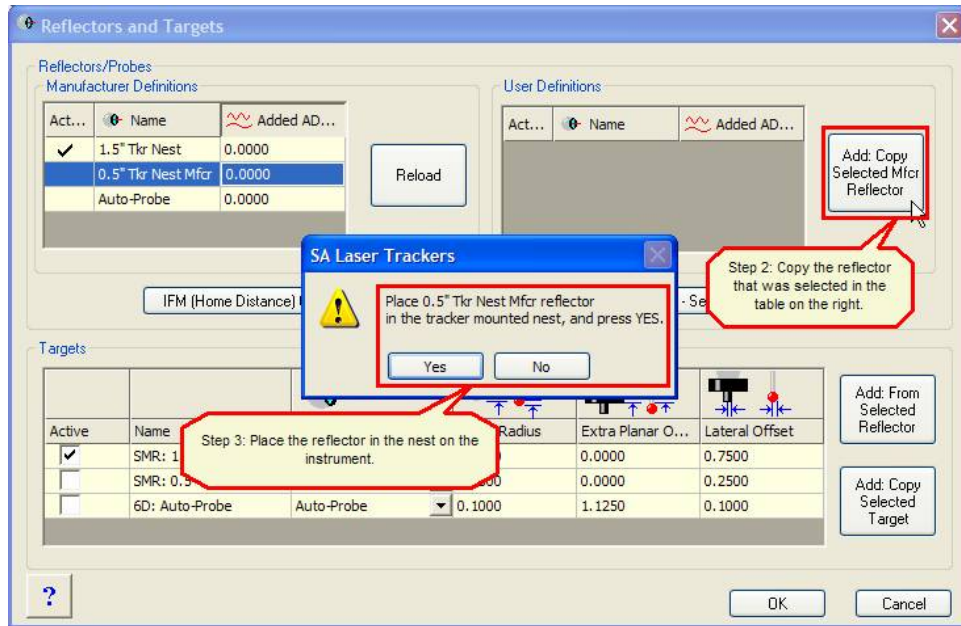 Reflectors and Targets
Reflectors/Probes
Manufacturer Definitions
Act... Name Added AD...
1.5" Tkr Nest 0.0000
0.5" Tkr Nest Mfcr 0.0000
Auto-Probe 0.0000
Reload
User Definitions
Act... Name Added AD...
Add: Copy
Selected Mfcr
Reflector
Step 2: Copy the reflector
that was selected in the
table on the right.
IFM (Home Distance)
SA Laser Trackers
Place 0.5" Tkr Nest Mfcr reflector
in the tracker mounted nest, and press YES.
Yes No
Step 3: Place the reflector in the nest on the
instrument.
Targets
Active Name Radius Extra Planar O... Lateral Offset
SMR: 1 0.0000 0.7500
SMR: 0.5 0.0000 0.2500
6D: Auto-Probe Auto-Probe 0.1000 1.1250 0.1000
Add: From
Selected
Reflector
Add: Copy
Selected
Target
?
OK Cancel